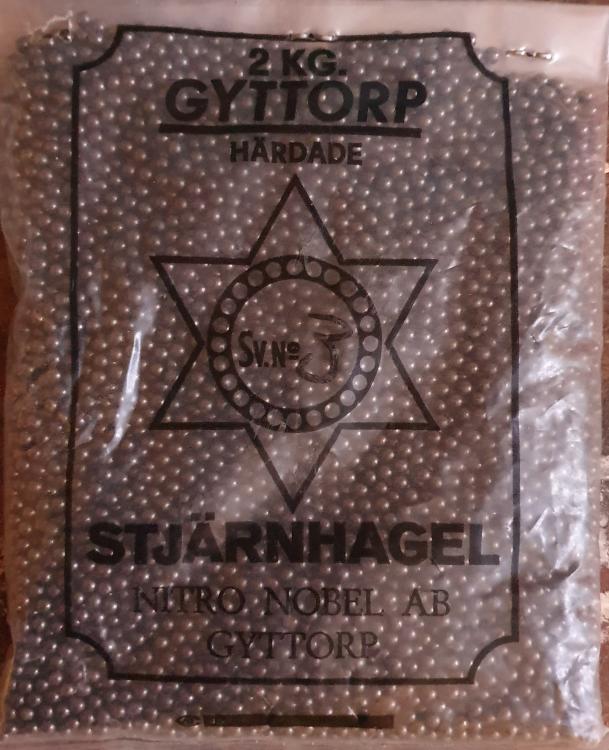 2 KG.
GYTTORP
HÄRDADE
SV. Nº 3
STJÄRNHAGEL
NITRO NOBEL AB
GYTTORP